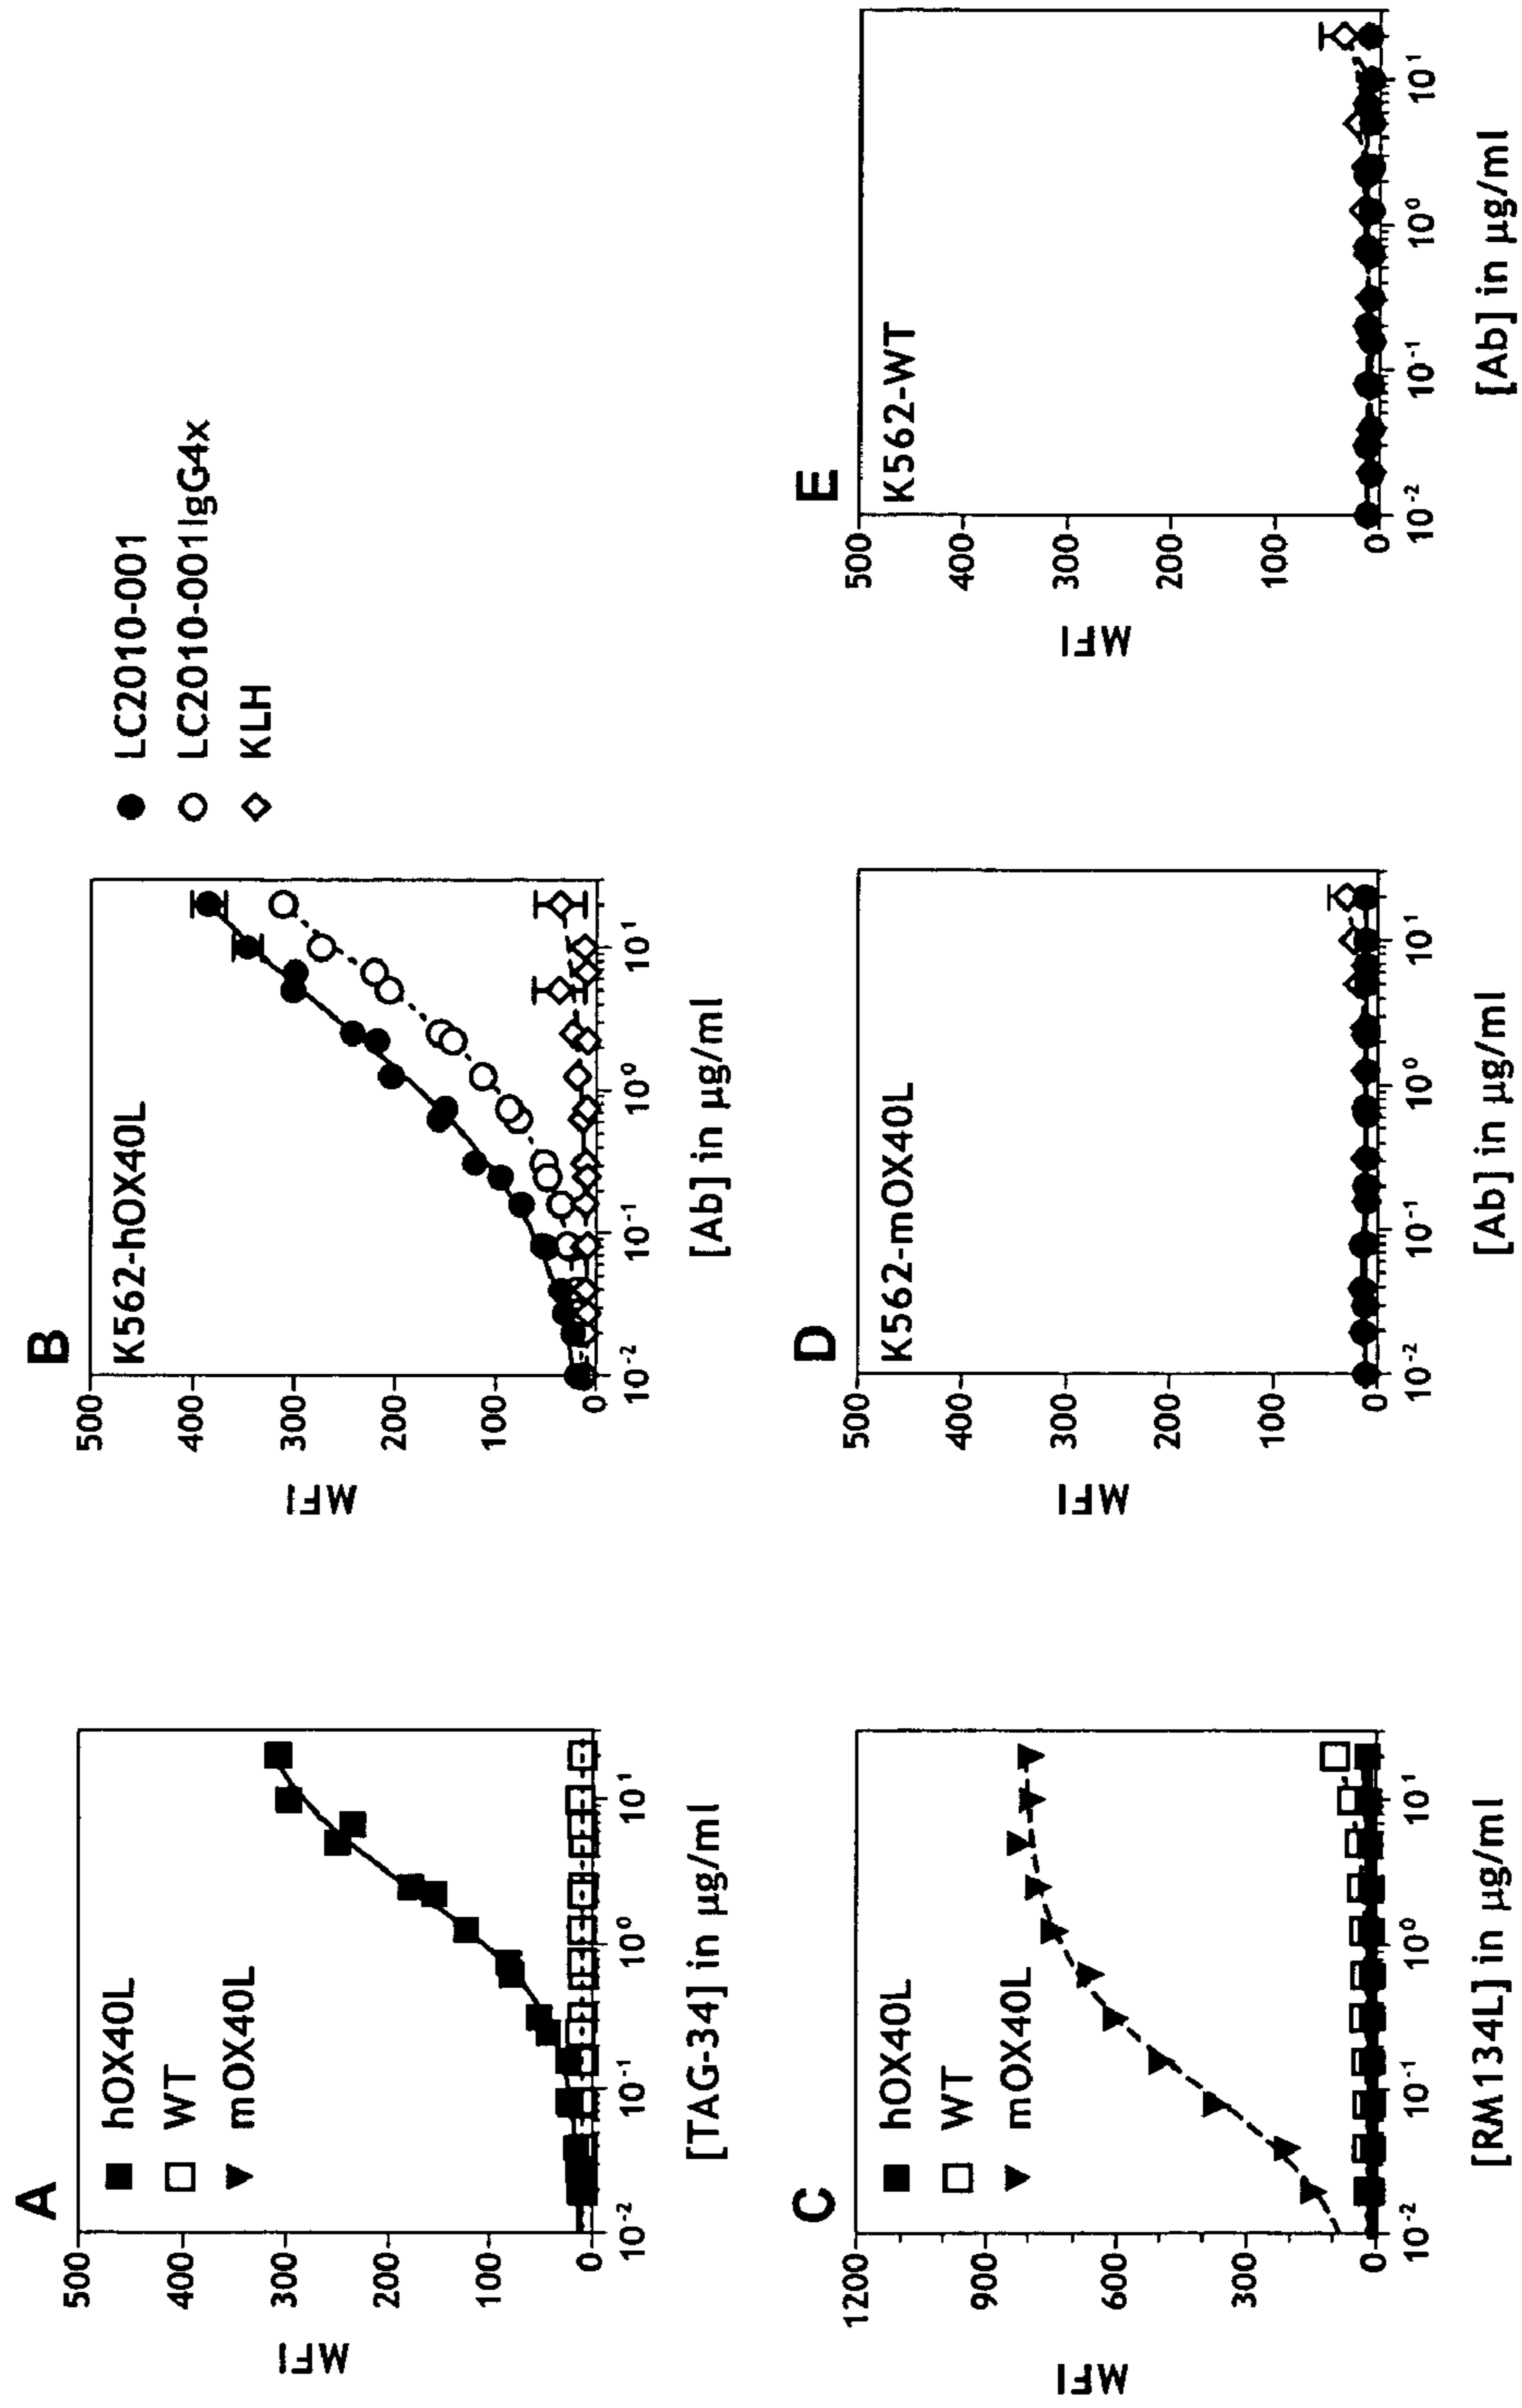 A
500
400
300
200
100
0
MFI
hOX40L
WT
mOX40L
10-2
10-1
100
101
[TAG-34] in µg/ml
B
500
400
300
200
100
0
MFI
K562-hOX40L
10-2
10-1
100
101
[Ab] in µg/ml
LC2010-001
LC2010-001IgG4x
KLH
C
1200
900
600
300
0
MFI
hOX40L
WT
mOX40L
10-2
10-1
100
101
[RM134L] in µg/ml
D
500
400
300
200
100
0
MFI
K562-mOX40L
10-2
10-1
100
101
[Ab] in µg/ml
E
500
400
300
200
100
0
MFI
K562-WT
10-2
10-1
100
101
[Ab] in µg/ml